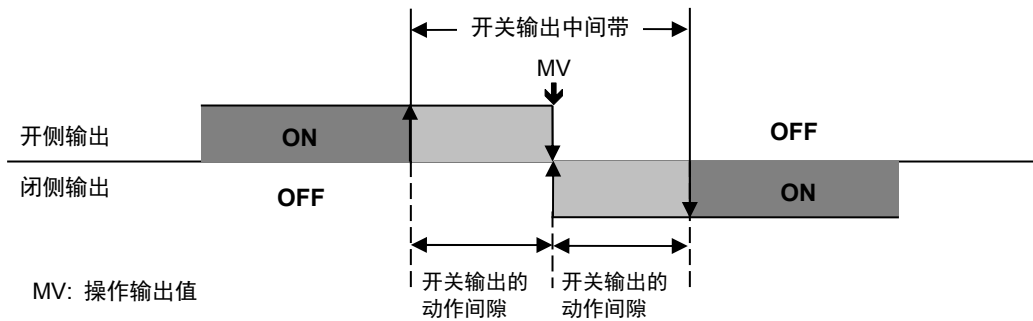 开关输出中间带
MV
开侧输出
ON
OFF
闭侧输出
OFF
ON
MV: 操作输出值
开关输出的
动作间隙
开关输出的
动作间隙